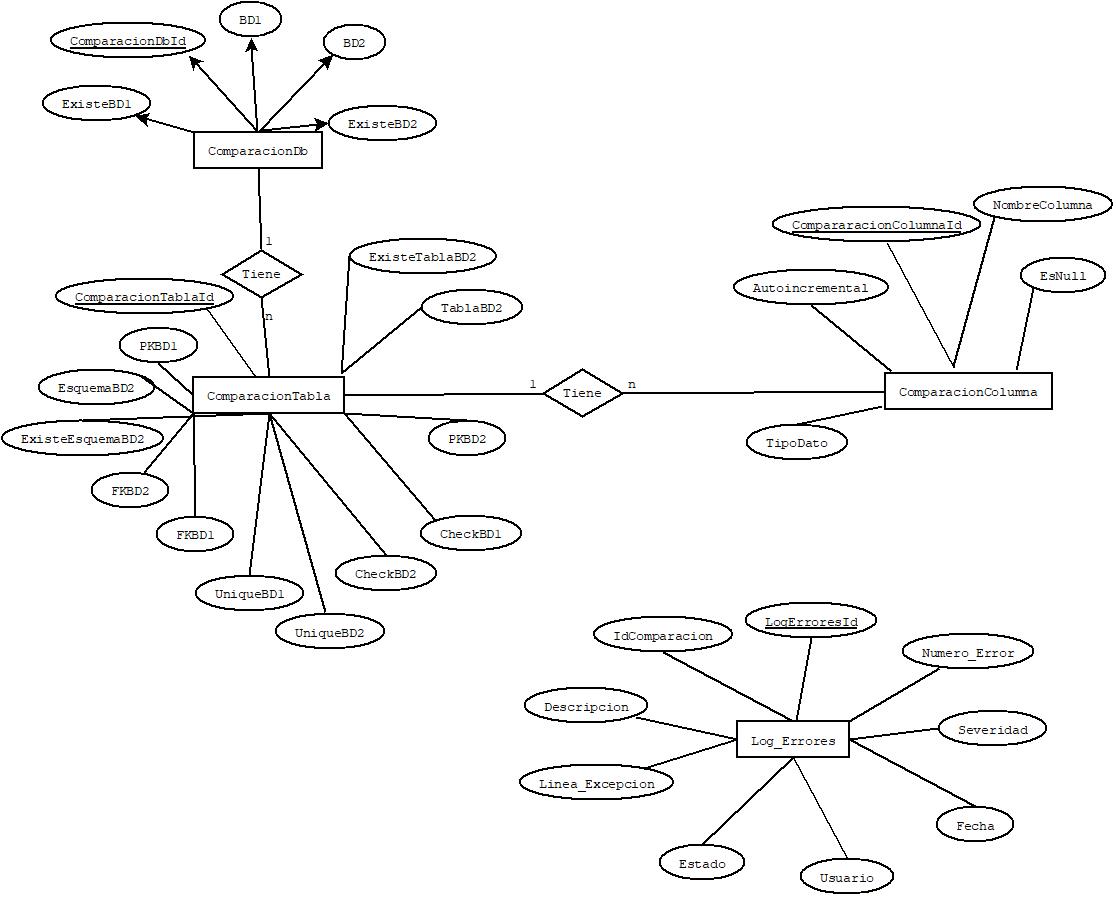 BD1
ComparacionDbId
BD2
ExisteBD1
ExisteBD2
ComparacionDb
1
Tiene
n
ExisteTablaBD2
ComparacionTablaId
TablaBD2
PKBD1
EsquemaBD2
ComparacionTabla
ExisteEsquemaBD2
PKBD2
FKBD2
FKBD1
CheckBD1
CheckBD2
UniqueBD1
UniqueBD2
1
Tiene
n
NombreColumna
CompararacionColumnaId
EsNull
Autoincremental
ComparacionColumna
TipoDato
LogErroresId
IdComparacion
Numero_Error
Descripcion
Severidad
Log_Errores
Linea_Excepcion
Fecha
Estado
Usuario